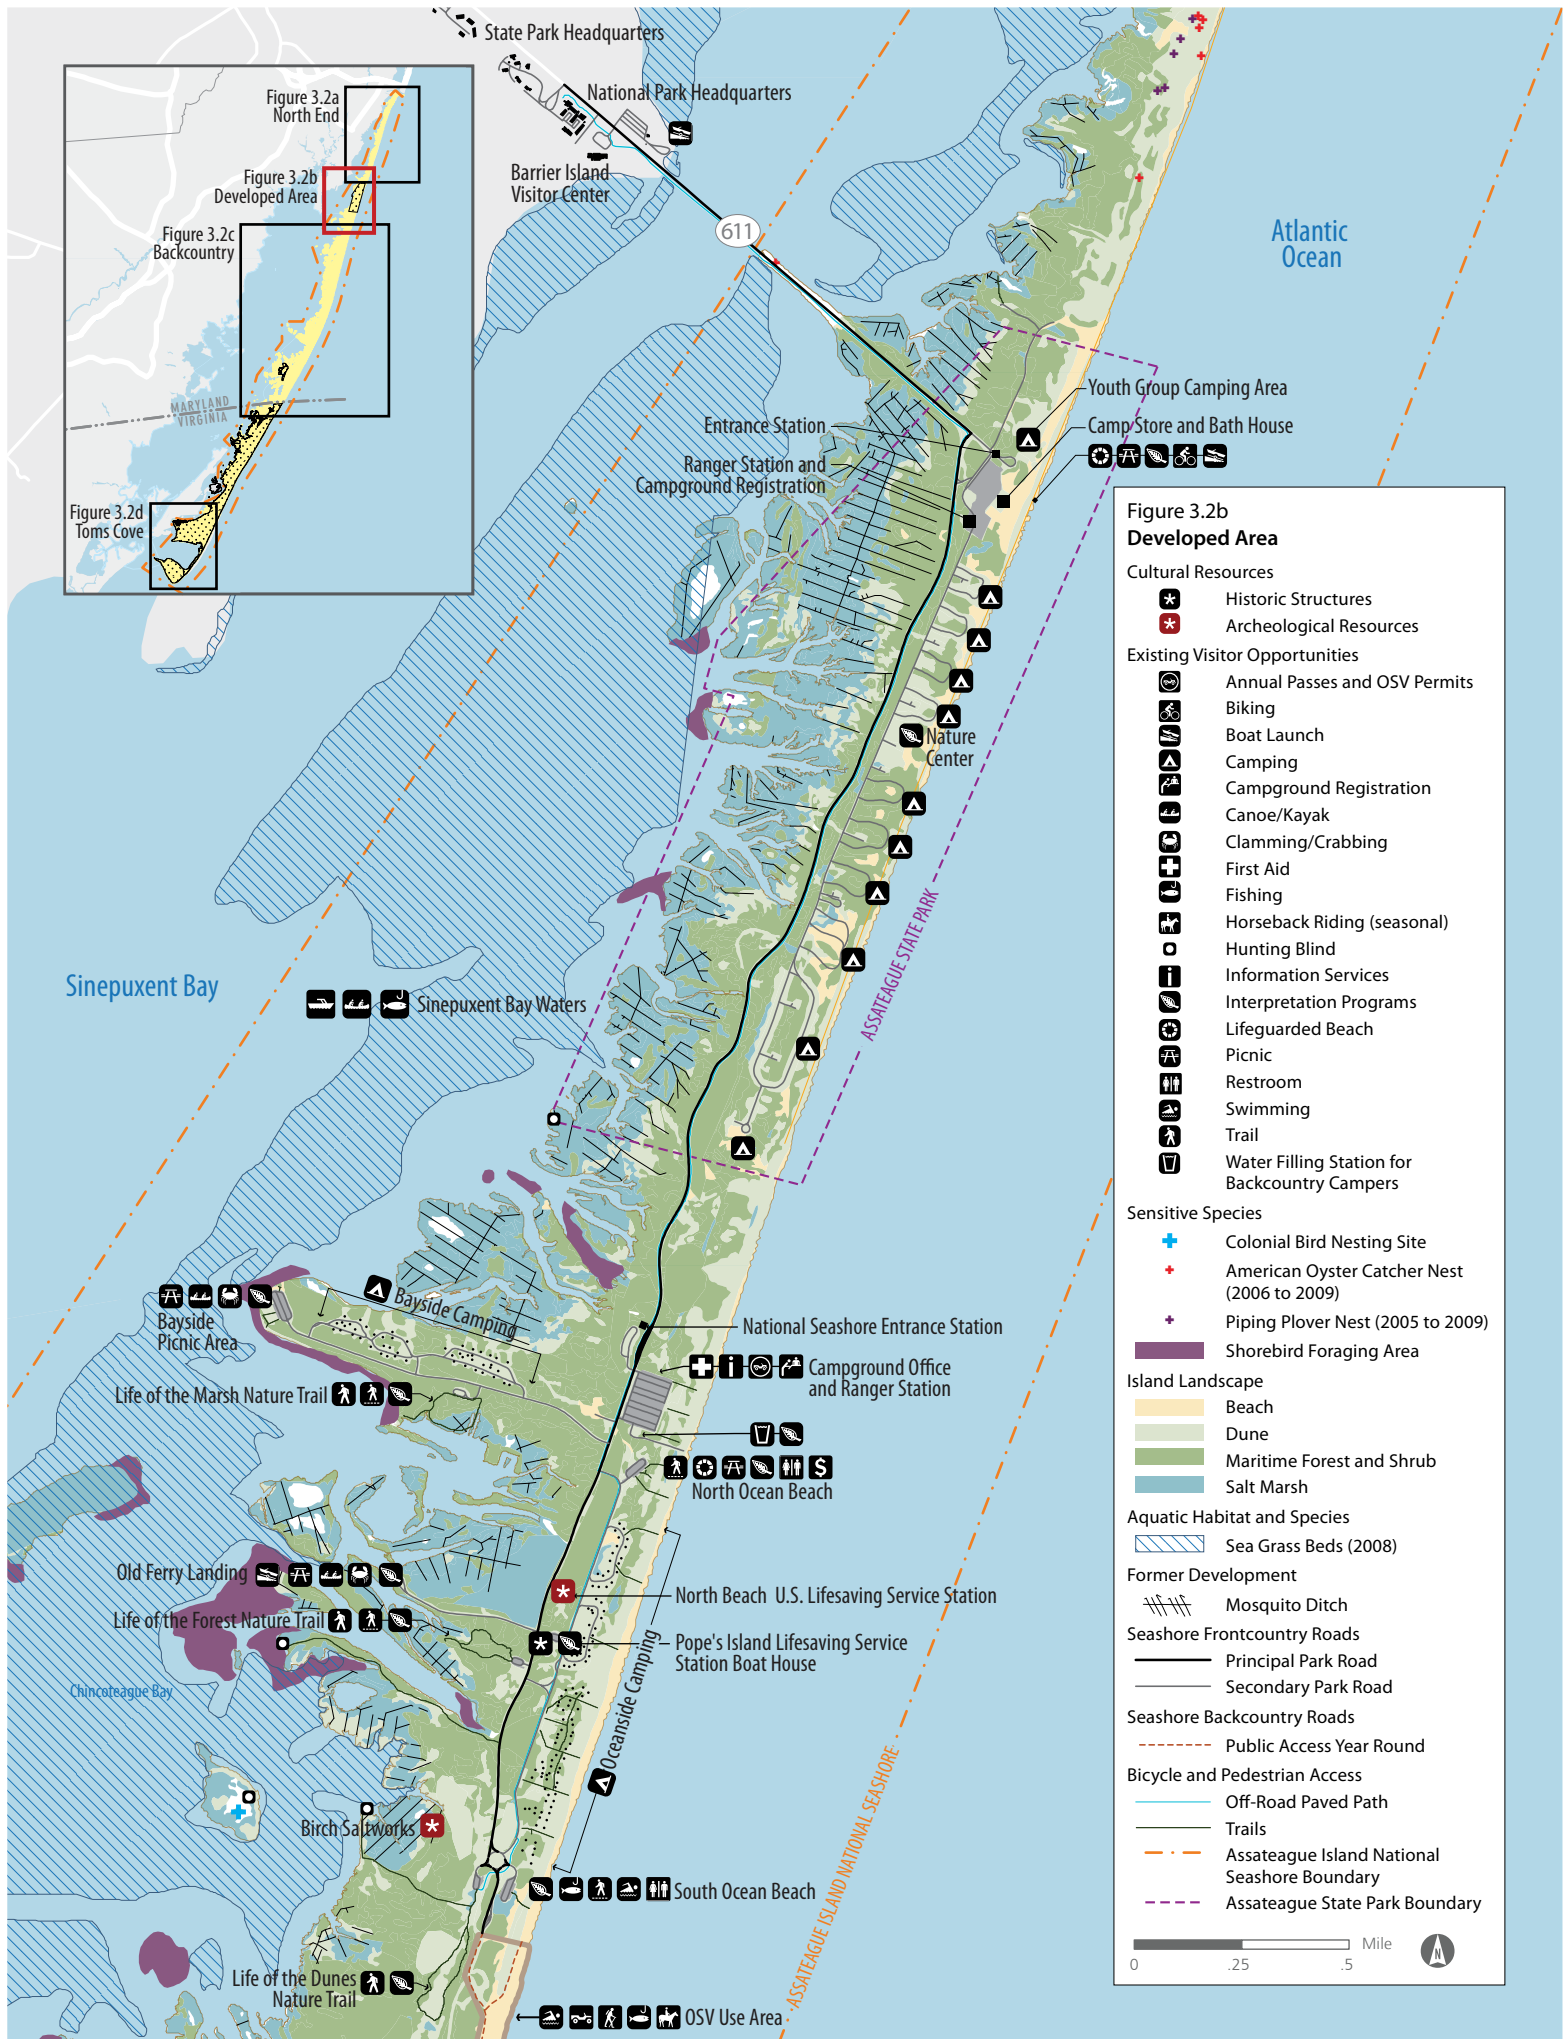 State Park Headquarters
National Park Headquarters
Barrier Island
Visitor Center
611
Figure 3.2a
North End
Figure 3.2b
Developed Area
Figure 3.2c
Backcountry
MARYLAND
VIRGINIA
Figure 3.2d
Toms Cove
Atlantic
Ocean
Youth Group Camping Area
Camp Store and Bath House
Entrance Station
Ranger Station and
Campground Registration
Nature
Center
ASSATEAGUE STATE PARK
Sinepuxent Bay
Sinepuxent Bay Waters
Bayside Camping
Bayside
Picnic Area
National Seashore Entrance Station
Campground Office
and Ranger Station
Life of the Marsh Nature Trail
$
North Ocean Beach
Old Ferry Landing
North Beach U.S. Lifesaving Service Station
Life of the Forest Nature Trail
Pope's Island Lifesaving Service
Station Boat House
Chincoteague Bay
Oceanside Camping
Birch Saltworks
South Ocean Beach
ASSATEAGUE ISLAND NATIONAL SEASHORE
Life of the Dunes
Nature Trail
OSV Use Area
Figure 3.2b
Developed Area
Cultural Resources
Historic Structures
Archeological Resources
Existing Visitor Opportunities
Annual Passes and OSV Permits
Biking
Boat Launch
Camping
Campground Registration
Canoe/Kayak
Clamming/Crabbing
First Aid
Fishing
Horseback Riding (seasonal)
Hunting Blind
Information Services
Interpretation Programs
Lifeguarded Beach
Picnic
Restroom
Swimming
Trail
Water Filling Station for
Backcountry Campers
Sensitive Species
Colonial Bird Nesting Site
American Oyster Catcher Nest
(2006 to 2009)
Piping Plover Nest (2005 to 2009)
Shorebird Foraging Area
Island Landscape
Beach
Dune
Maritime Forest and Shrub
Salt Marsh
Aquatic Habitat and Species
Sea Grass Beds (2008)
Former Development
Mosquito Ditch
Seashore Frontcountry Roads
Principal Park Road
Secondary Park Road
Seashore Backcountry Roads
Public Access Year Round
Bicycle and Pedestrian Access
Off-Road Paved Path
Trails
Assateague Island National
Seashore Boundary
Assateague State Park Boundary
Mile
0 .25 .5
N